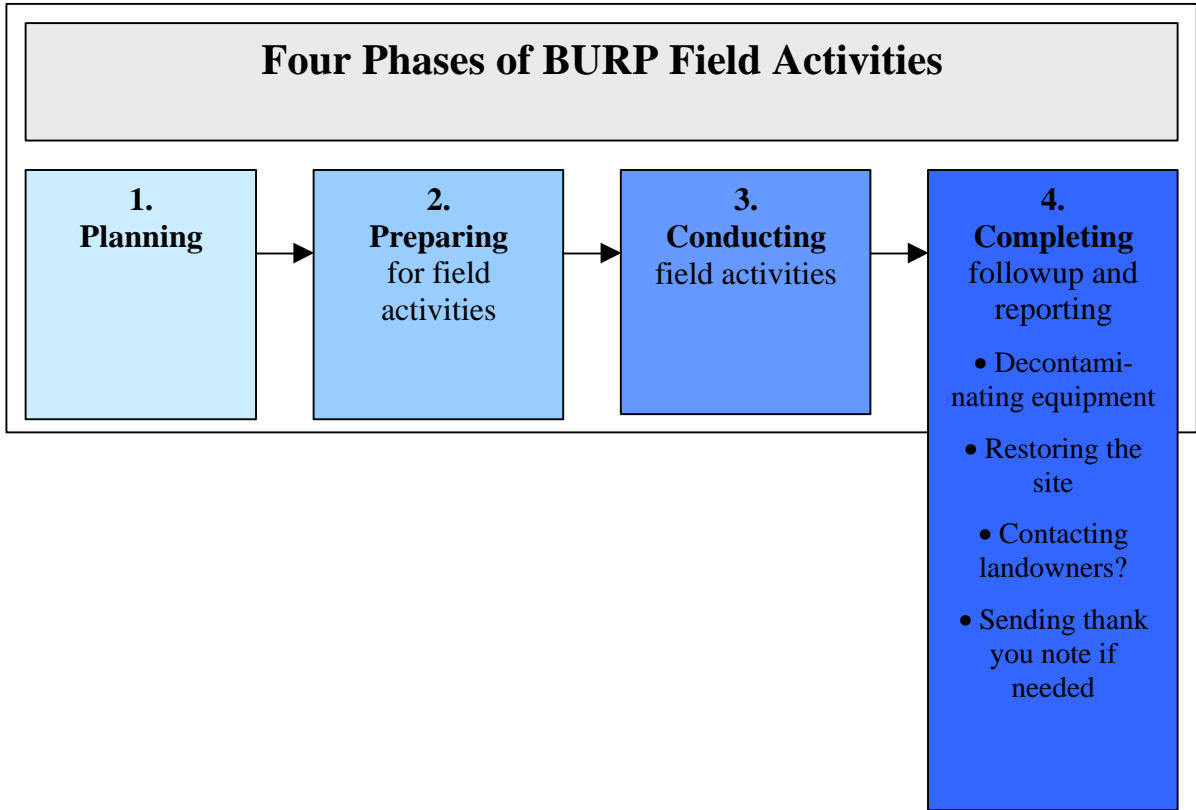 Four Phases of BURP Field Activities
1.
Planning
2.
Preparing
for field
activities
3.
Conducting
field activities
4.
Completing
followup and
reporting
• Decontami-
nating equipment
• Restoring the
site
• Contacting
landowners?
• Sending thank
you note if
needed